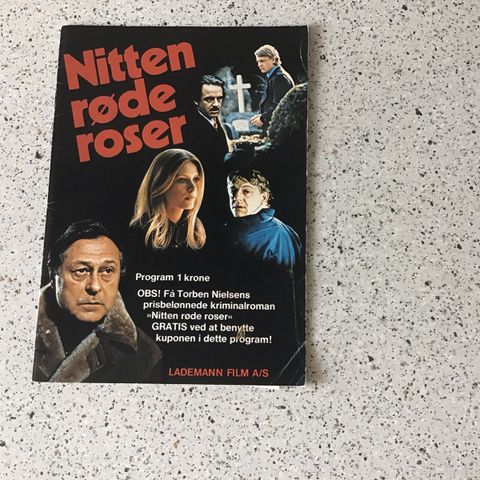 Nitten
røde
roser
Program 1 krone
OBS! Få Torben Nielsens
prisbelønnede kriminalroman
»Nitten røde roser«
GRATIS ved at benytte
kuponen i dette program!
LADEMANN FILM A/S